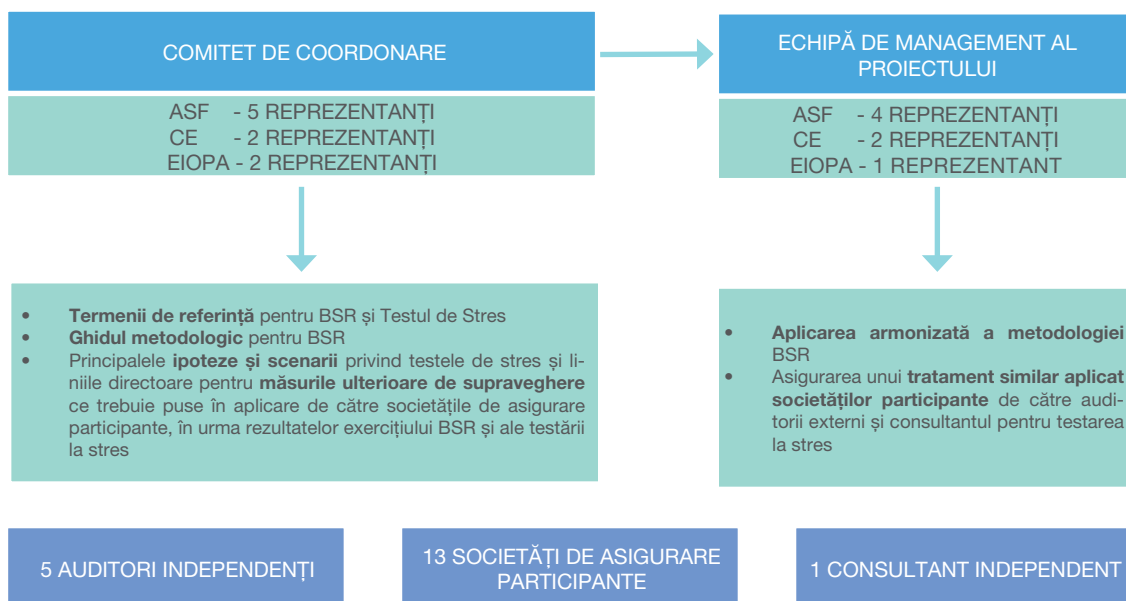 COMITET DE COORDONARE
ASF - 5 REPREZENTANȚI
CE - 2 REPREZENTANȚI
EIOPA - 2 REPREZENTANȚI
ECHIPĂ DE MANAGEMENT AL
PROIECTULUI
ASF - 4 REPREZENTANȚI
CE - 2 REPREZENTANȚI
EIOPA - 1 REPREZENTANT
• Termenii de referință pentru BSR și Testul de Stres
• Ghidul metodologic pentru BSR
• Principalele ipoteze și scenarii privind testele de stres și li-
niile directoare pentru măsurile ulterioare de supraveghere
ce trebuie puse în aplicare de către societățile de asigurare
participante, în urma rezultatelor exercițiului BSR și ale testării
la stres
• Aplicarea armonizată a metodologiei
BSR
• Asigurarea unui tratament similar aplicat
societăților participante de către audi-
torii externi și consultantul pentru testarea
la stres
5 AUDITORI INDEPENDENȚI
13 SOCIETĂȚI DE ASIGURARE
PARTICIPANTE
1 CONSULTANT INDEPENDENT